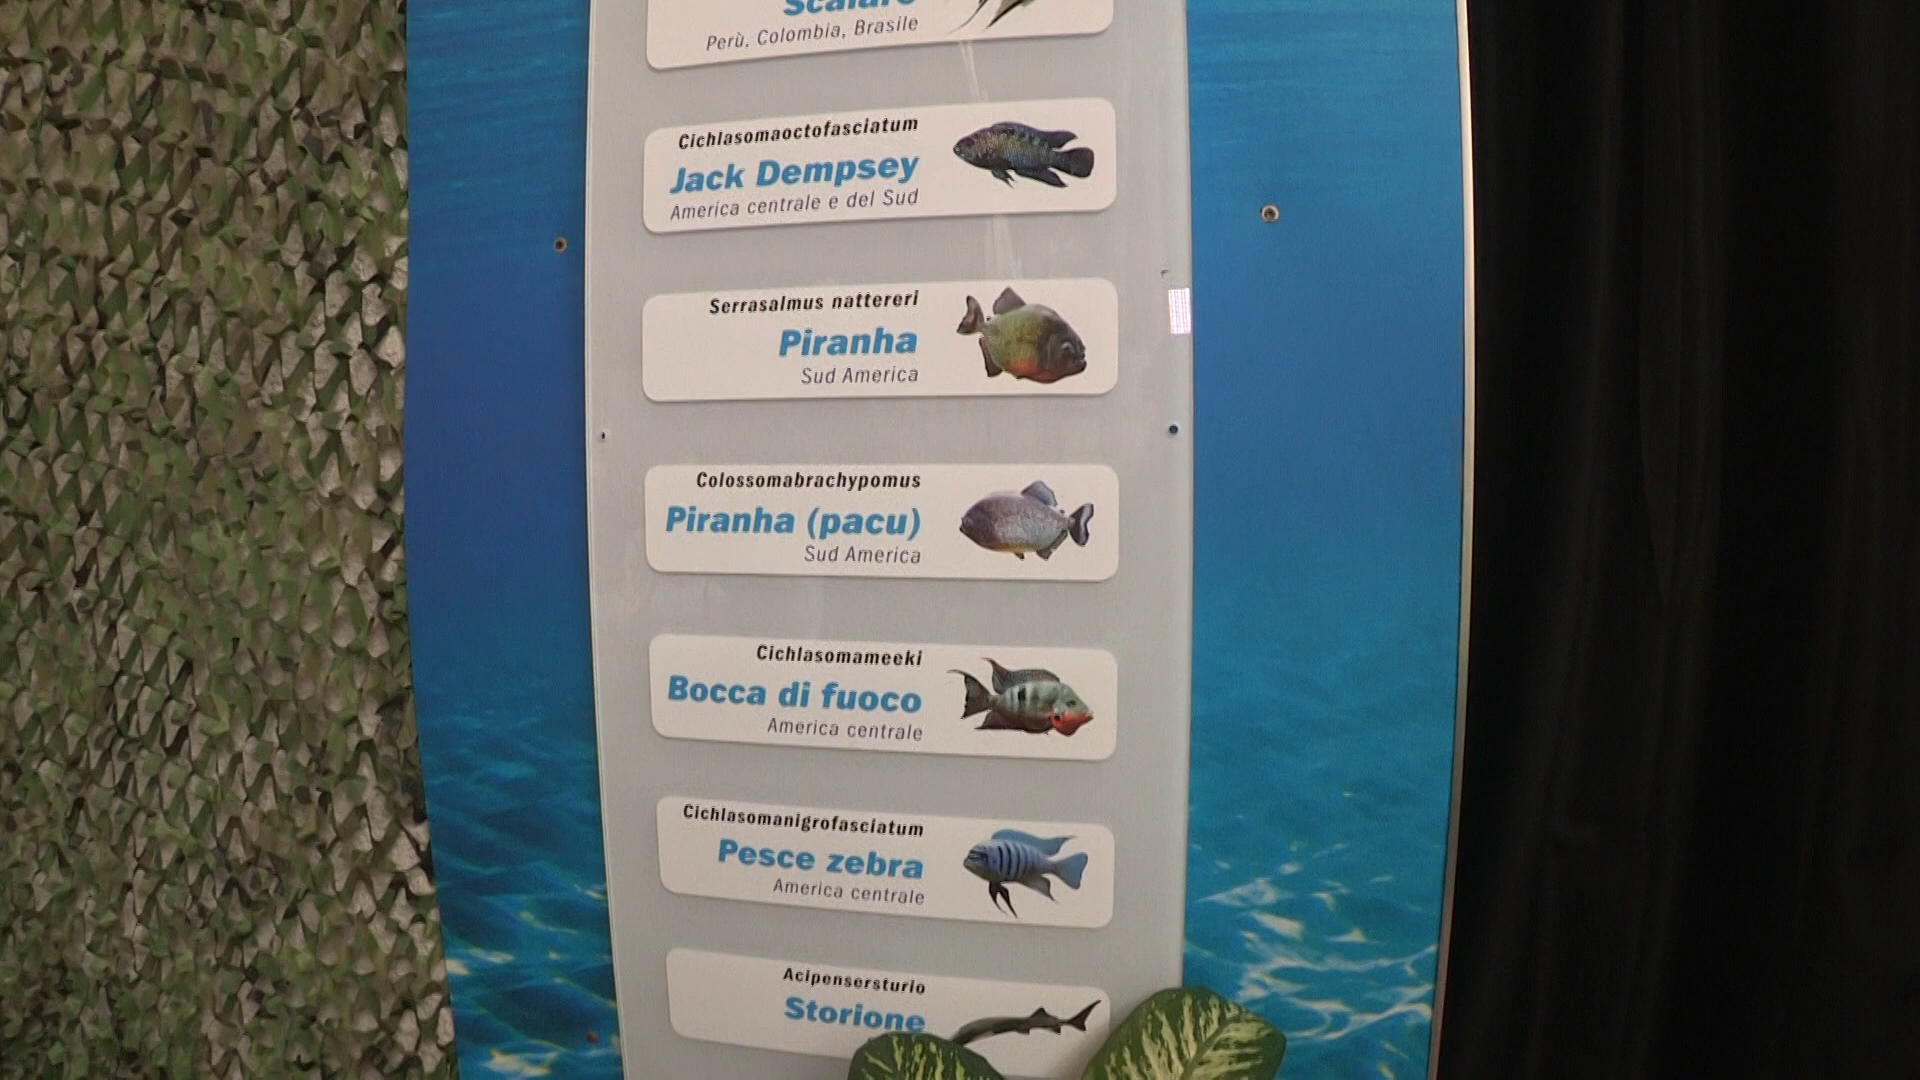 Scalare
Perù, Colombia, Brasile
Cichlasomaoctofasciatum
Jack Dempsey
America centrale e del Sud
Serrasalmus nattereri
Piranha
Sud America
Colossomabrachypomus
Piranha (pacu)
Sud America
Cichlasomameeki
Bocca di fuoco
America centrale
Cichlasomanigrofasciatum
Pesce zebra
America centrale
Acipensersturio
Storione